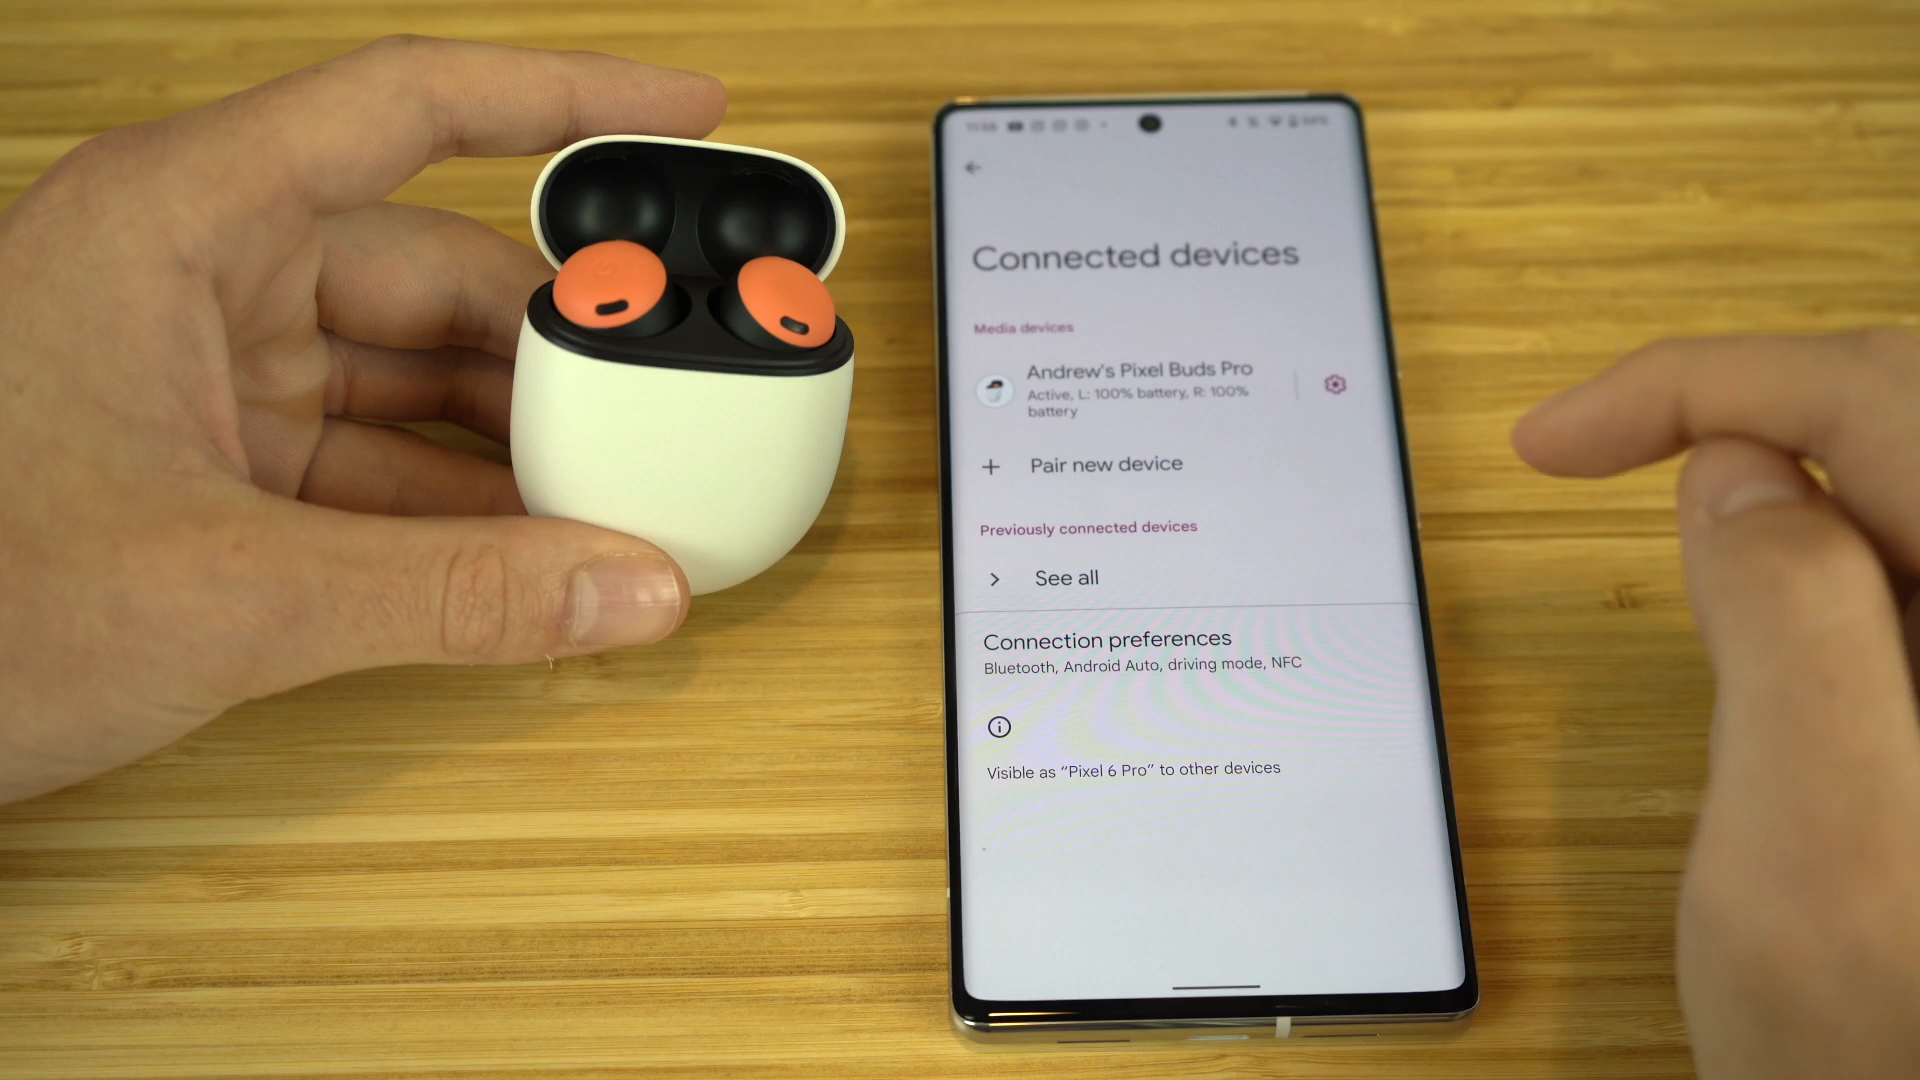 Connected devices
Media devices
Andrew's Pixel Buds Pro
Active, L: 100% battery, R: 100%
battery
Pair new device
Previously connected devices
See all
Connection preferences
Bluetooth, Android Auto, driving mode, NFC
Visible as “Pixel 6 Pro” to other devices